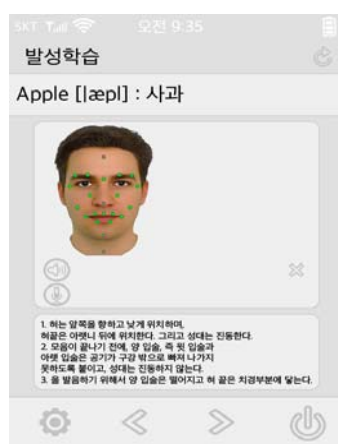 SKT 오전 9:35
발성학습
Apple [læpl] : 사과
1. 혀는 앞쪽을 향하고 낮게 위치하며,
혀끝은 아랫니 뒤에 위치한다. 그리고 성대는 진동한다.
2. 모음이 끝나기 전에, 양 입술, 즉 윗 입술과
아랫 입술은 공기가 구강 밖으로 빠져 나가지
못하도록 붙이고, 성대는 진동하지 않는다.
3. 을 발음하기 위해서 양 입술은 떨어지고 혀 끝은 치경부분에 닿는다.